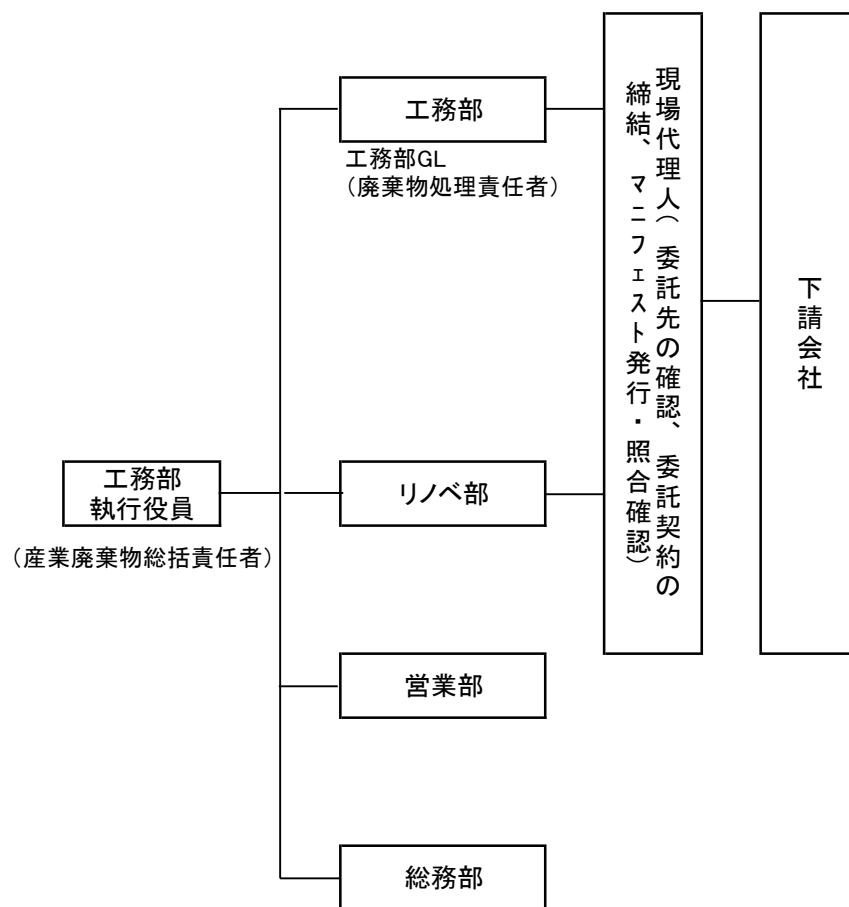 工務部
工務部GL
（廃棄物処理責任者）
現場代理人（委託先の確認、委託契約の
締結、マニフェスト発行・照合確認）
下請会社
工務部
執行役員
（産業廃棄物総括責任者）
リノベ部
営業部
総務部